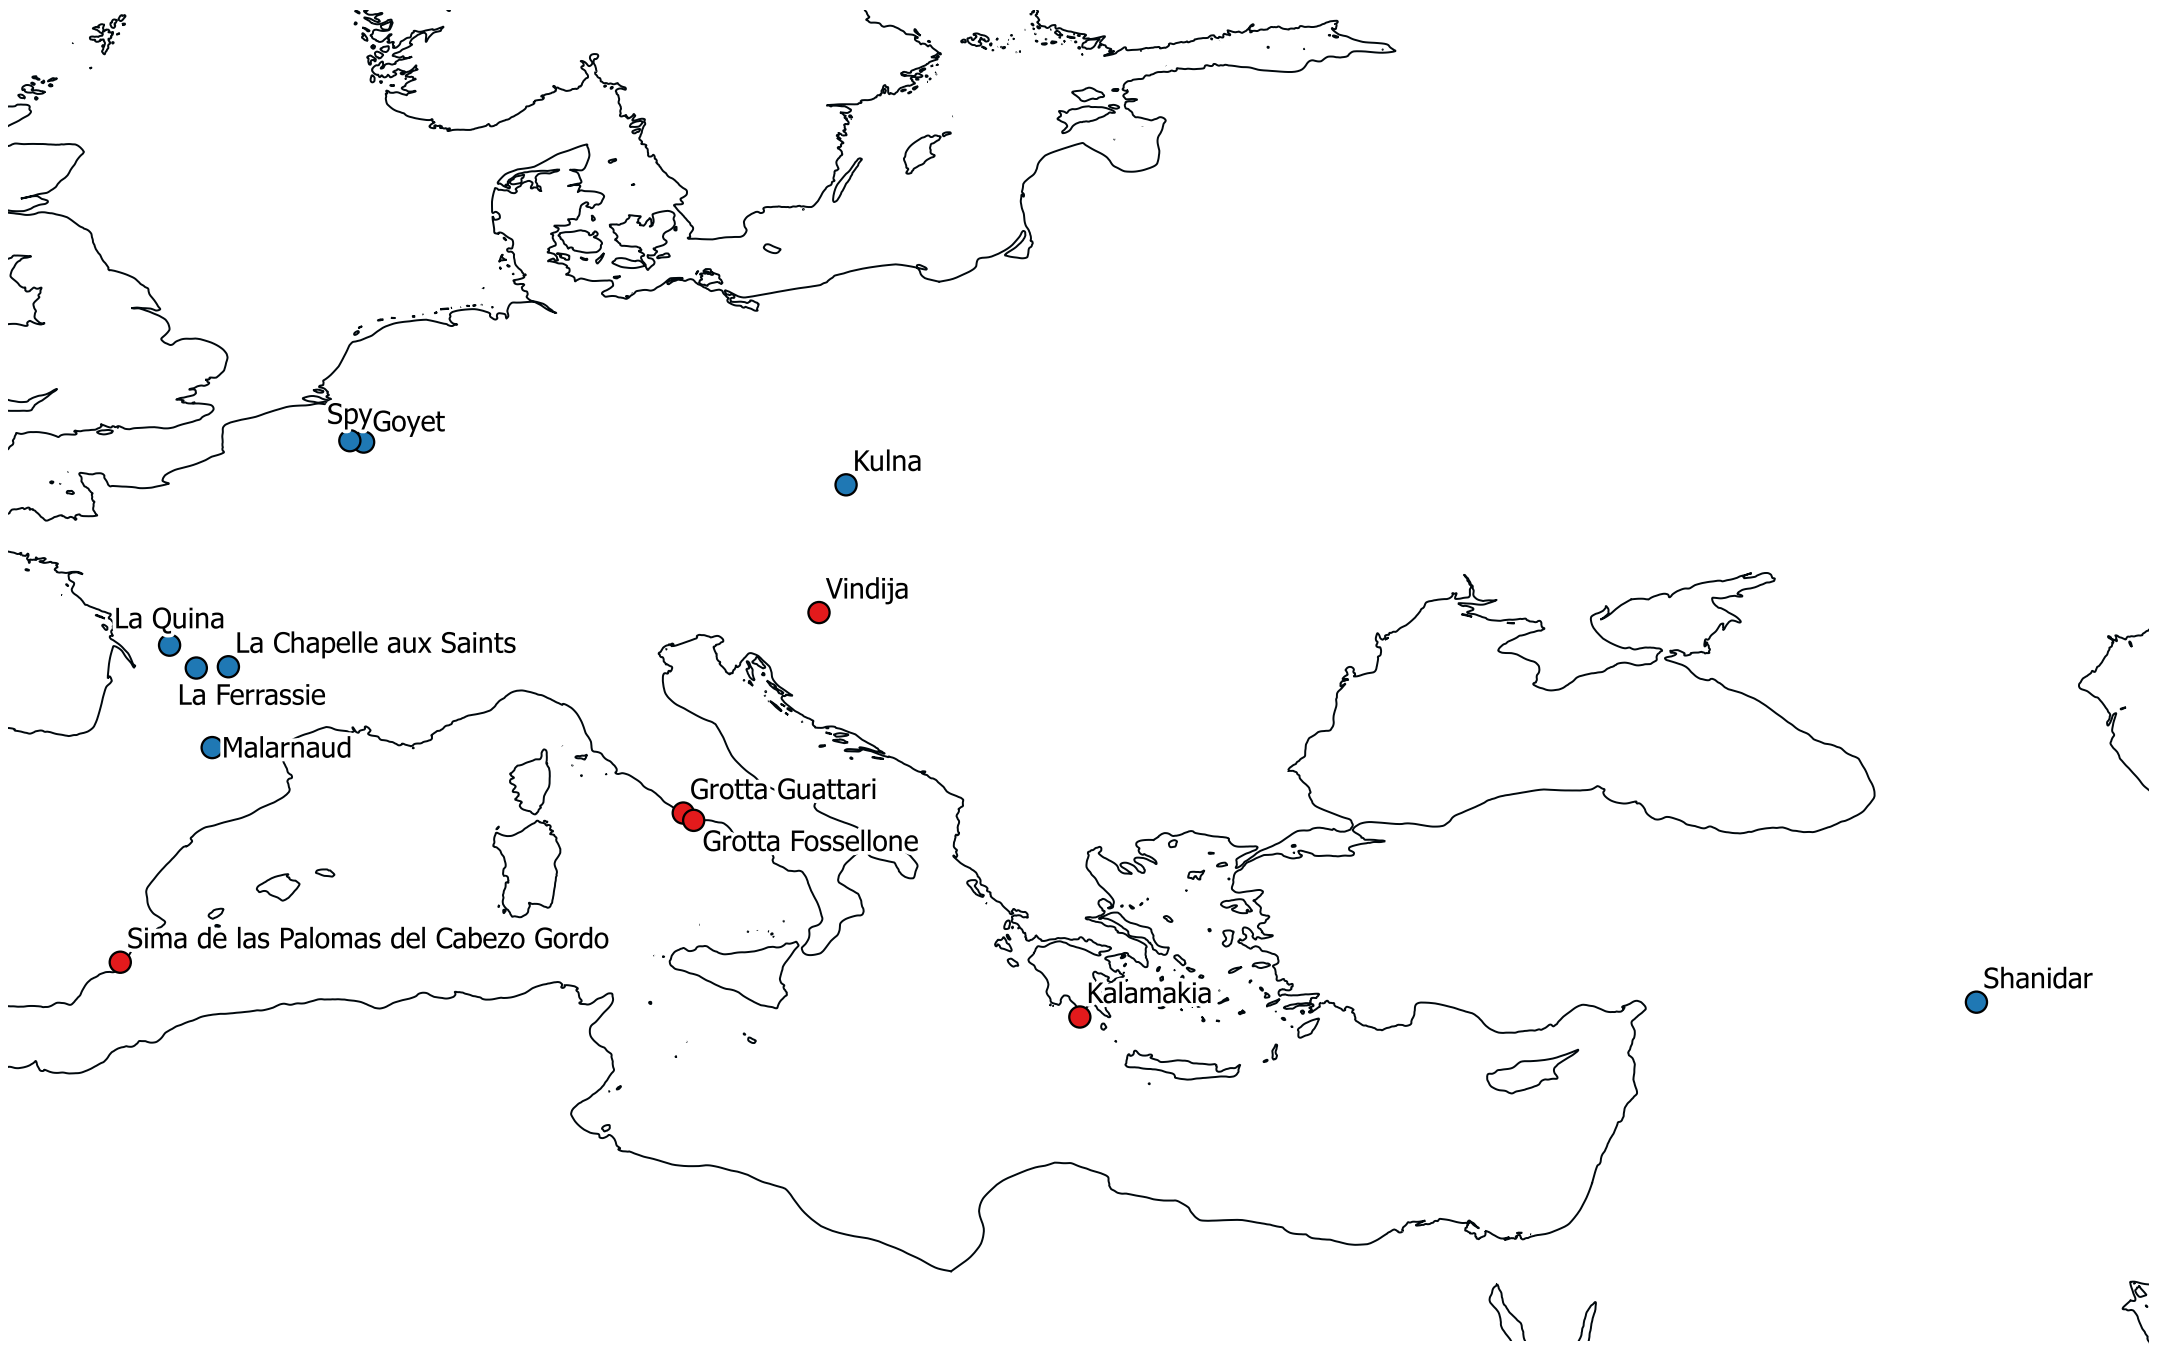 Spy
Goyet
Kulna
Vindija
La Quina
La Chapelle aux Saints
La Ferrassie
Malarnaud
Grotta Guattari
Grotta Fossellone
Sima de las Palomas del Cabezo Gordo
Shanidar
Kalamakia